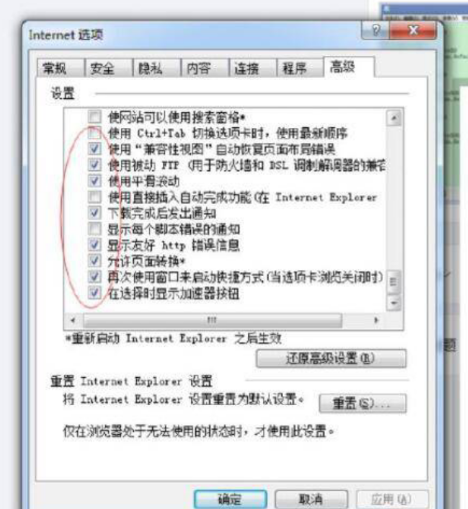 Internet 选项
常规 安全 隐私 内容 连接 程序 高级
设置
使网站可以使用搜索窗格*
使用 Ctrl+Tab 切换选项卡时，使用最新顺序
使用“兼容性视图”自动恢复页面布局错误
使用被动 FTP (用于防火墙和 DSL 调制解调器的兼容
使用平滑滚动
使用直接插入自动完成功能(在 Internet Explorer
下载完成后发出通知
显示每个脚本错误的通知
显示友好 http 错误信息
允许页面转换*
再次使用窗口来启动快捷方式(当选项卡浏览关闭时)
在选择时显示加速器按钮
*重新启动 Internet Explorer 之后生效
还原高级设置(R)
重置 Internet Explorer 设置
将 Internet Explorer 设置重置为默认设置。 重置(S)...
仅在浏览器处于无法使用的状态时，才使用此设置。
确定 取消 应用(A)
题